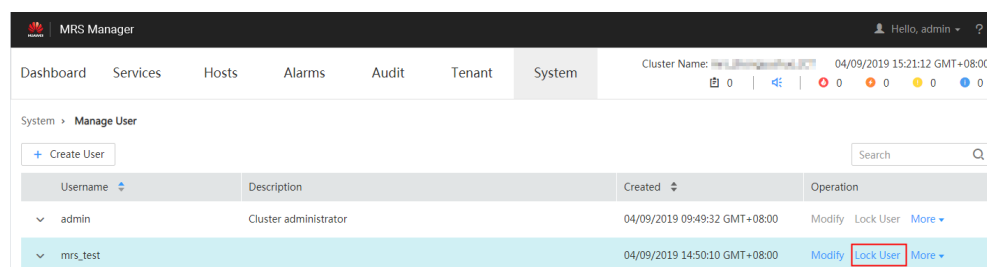 HUAWEI MRS Manager Hello, admin ?
Dashboard Services Hosts Alarms Audit Tenant System Cluster Name: 04/09/2019 15:21:12 GMT+08:00
0 0 0 0 0
System > Manage User
+ Create User Search
Username Description Created Operation
admin Cluster administrator 04/09/2019 09:49:32 GMT+08:00 Modify Lock User More
mrs_test 04/09/2019 14:50:10 GMT+08:00 Modify Lock User More